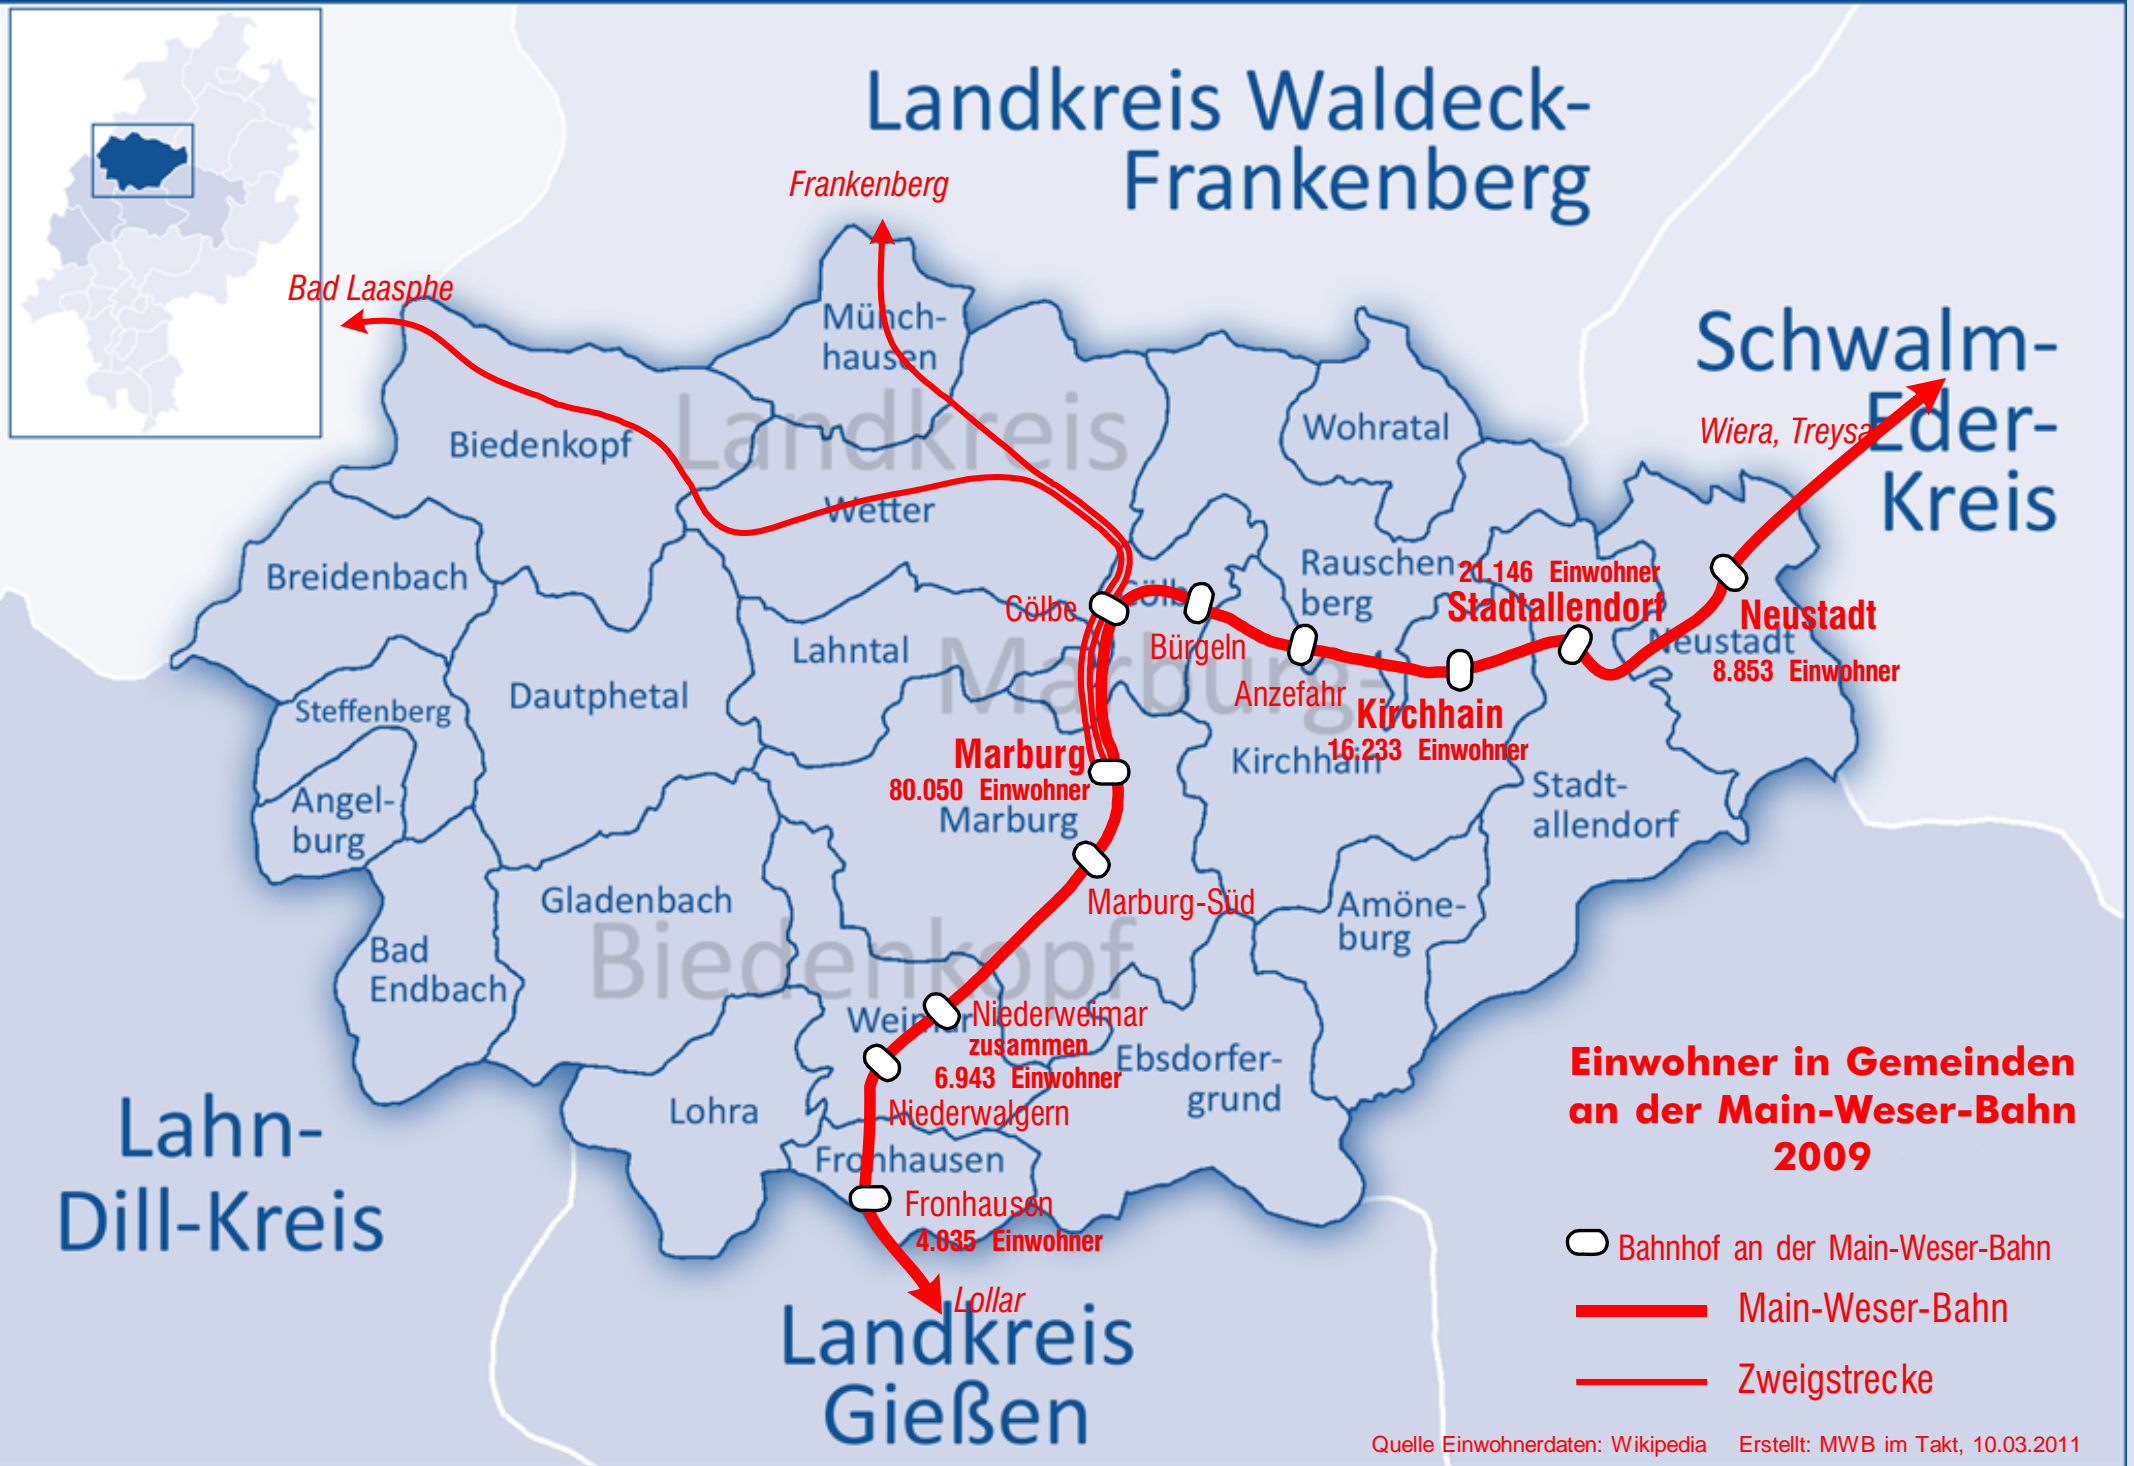 Landkreis Waldeck-
Frankenberg
Frankenberg
Bad Laasphe
Münch-
hausen
Schwalm-
Eder-
Kreis
Wiera, Treysa
Landkreis
Marburg-
Biedenkopf
Biedenkopf
Wohratal
Wetter
Breidenbach
Rauschen-
berg
21.146 Einwohner
Stadtallendorf
Cölbe
Cölbe
Bürgeln
Neustadt
Neustadt
8.853 Einwohner
Lahntal
Anzefahr
Kirchhain
16.233 Einwohner
Kirchhain
Steffenberg
Dautphetal
Marburg
80.050 Einwohner
Marburg
Angel-
burg
Stadt-
allendorf
Gladenbach
Marburg-Süd
Amöne-
burg
Bad
Endbach
Weimar
Niederweimar
zusammen
6.943 Einwohner
Niederwalgern
Ebsdorfer-
grund
Lohra
Fronhausen
Fronhausen
4.035 Einwohner
Lollar
Lahn-
Dill-Kreis
Landkreis
Gießen
Einwohner in Gemeinden
an der Main-Weser-Bahn
2009
Bahnhof an der Main-Weser-Bahn
Main-Weser-Bahn
Zweigstrecke
Quelle Einwohnerdaten: Wikipedia Erstellt: MWB im Takt, 10.03.2011